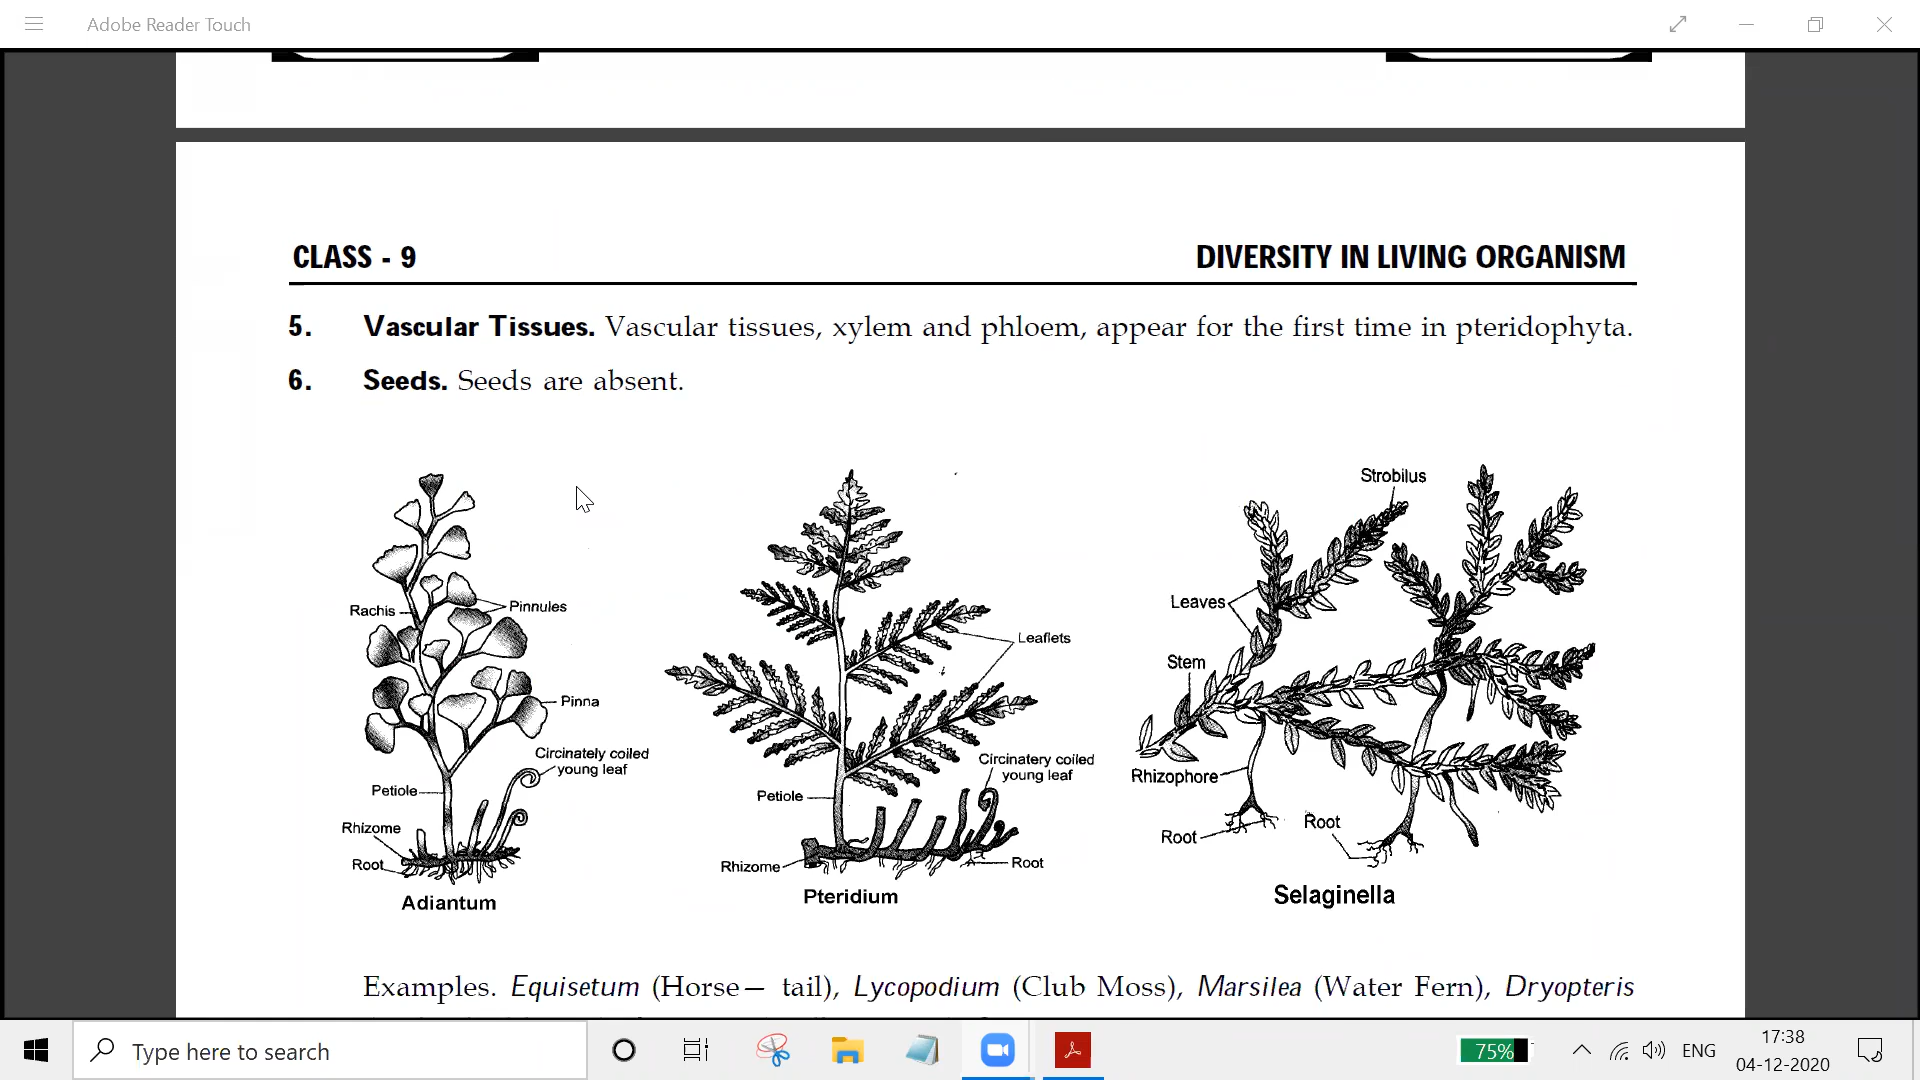 Adobe Reader Touch
CLASS - 9
DIVERSITY IN LIVING ORGANISM
5. Vascular Tissues. Vascular tissues, xylem and phloem, appear for the first time in pteridophyta.
6. Seeds. Seeds are absent.
Rachis
Pinnules
Pinna
Circinately coiled
young leaf
Petiole
Rhizome
Root
Adiantum
Leaflets
Circinatery coiled
young leaf
Petiole
Rhizome
Root
Pteridium
Strobilus
Leaves
Stem
Rhizophore
Root
Root
Selaginella
Examples. Equisetum (Horse— tail), Lycopodium (Club Moss), Marsilea (Water Fern), Dryopteris
Type here to search
75%
ENG
17:38
04-12-2020